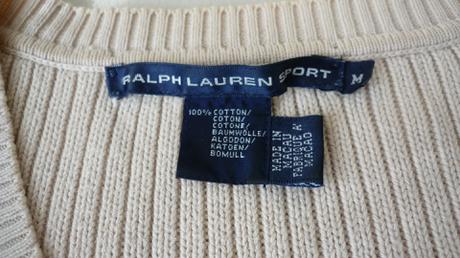 RALPH LAUREN SPORT
M
100% COTTON/
COTON/
COTONE/
BAUMWOLLE/
ALGODON/
KATOEN/
BOMULL
MADE IN
MACAU
FABRIQUE A'
MACAO